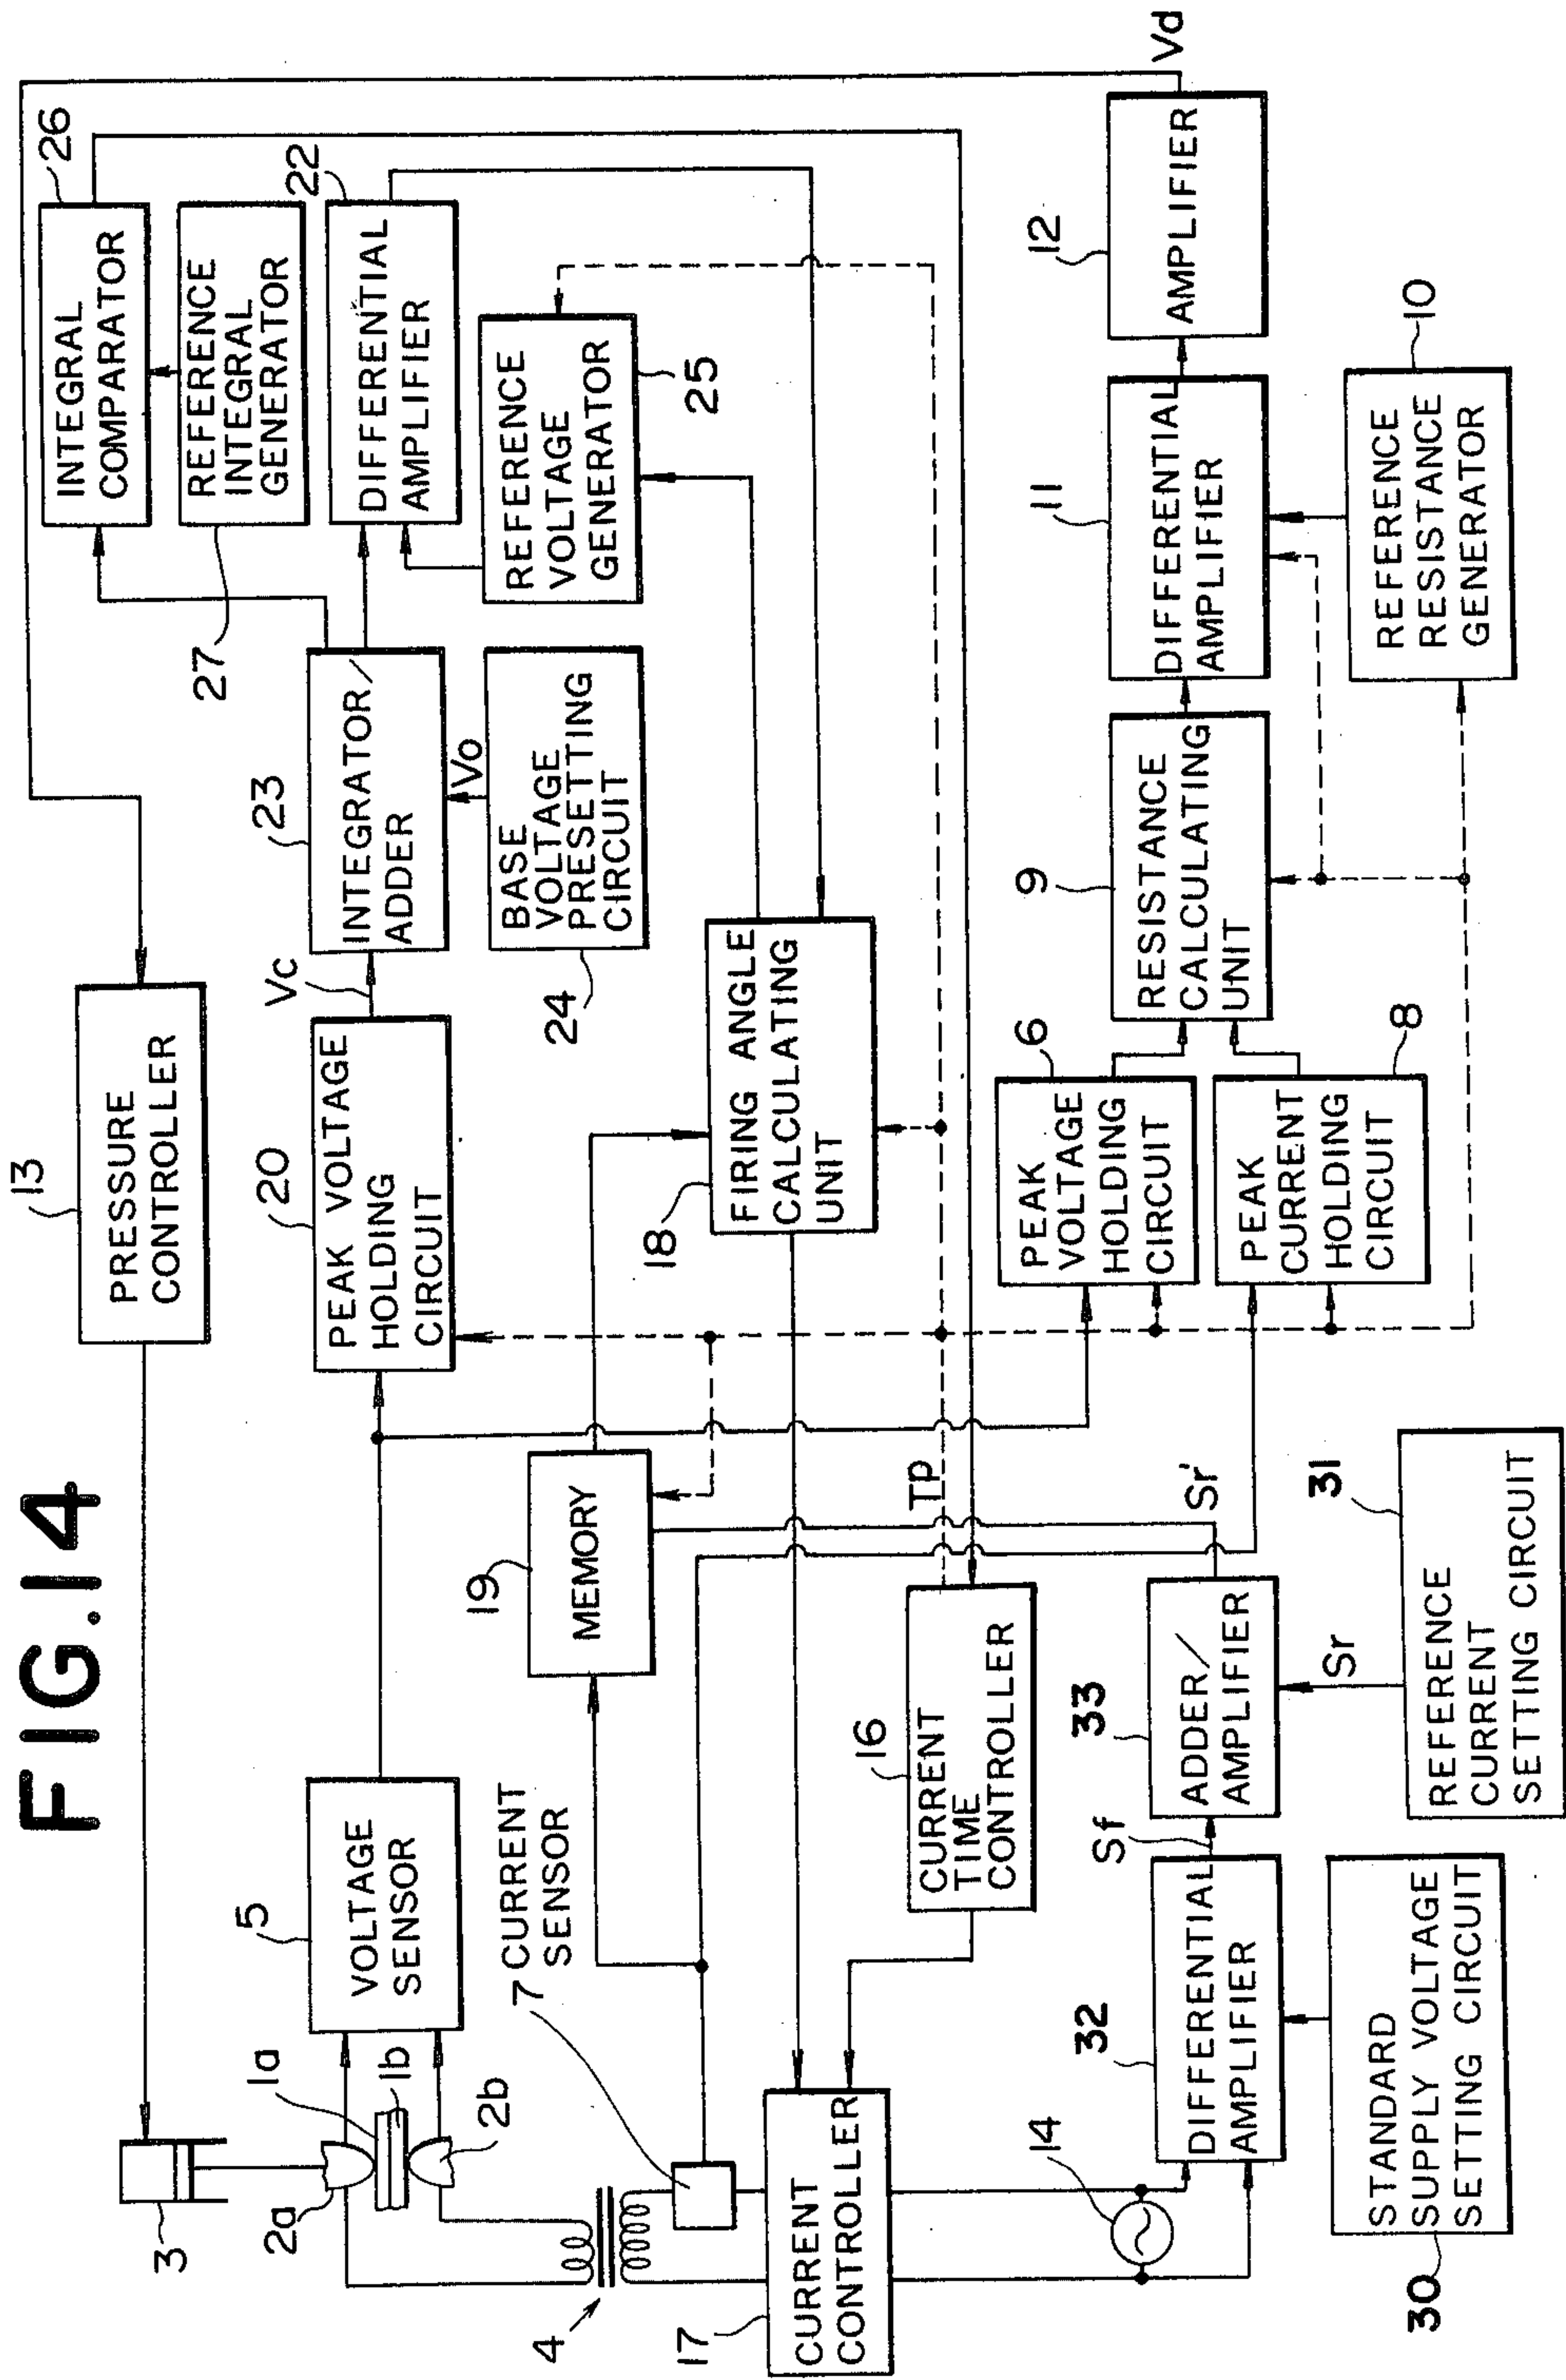 FIG.14
13
PRESSURE
CONTROLLER
3
2a
1a
1b
2b
4
5
VOLTAGE
SENSOR
7
CURRENT
SENSOR
20
PEAK VOLTAGE
HOLDING
CIRCUIT
Vc
23
INTEGRATOR/
ADDER
Vo
24
BASE
VOLTAGE
PRESETTING
CIRCUIT
26
INTEGRAL
COMPARATOR
27
REFERENCE
INTEGRAL
GENERATOR
22
DIFFERENTIAL
AMPLIFIER
25
REFERENCE
VOLTAGE
GENERATOR
19
MEMORY
18
FIRING ANGLE
CALCULATING
UNIT
17
CURRENT
CONTROLLER
16
CURRENT
TIME
CONTROLLER
TP
14
6
PEAK
VOLTAGE
HOLDING
CIRCUIT
8
PEAK
CURRENT
HOLDING
CIRCUIT
9
RESISTANCE
CALCULATING
UNIT
11
DIFFERENTIAL
AMPLIFIER
10
REFERENCE
RESISTANCE
GENERATOR
12
AMPLIFIER
Vd
32
DIFFERENTIAL
AMPLIFIER
Sf
33
ADDER/
AMPLIFIER
Sr'
Sr
30
STANDARD
SUPPLY VOLTAGE
SETTING CIRCUIT
31
REFERENCE
CURRENT
SETTING CIRCUIT